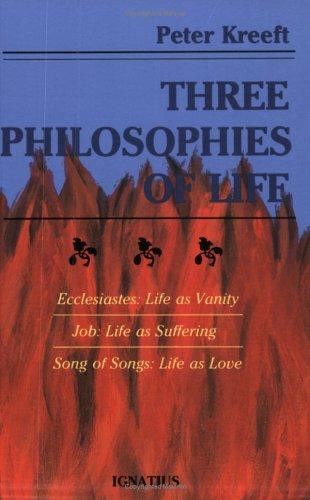 Peter Kreeft
THREE
PHILOSOPHIES
OF LIFE
Ecclesiastes: Life as Vanity
Job: Life as Suffering
Song of Songs: Life as Love
IGNATIUS